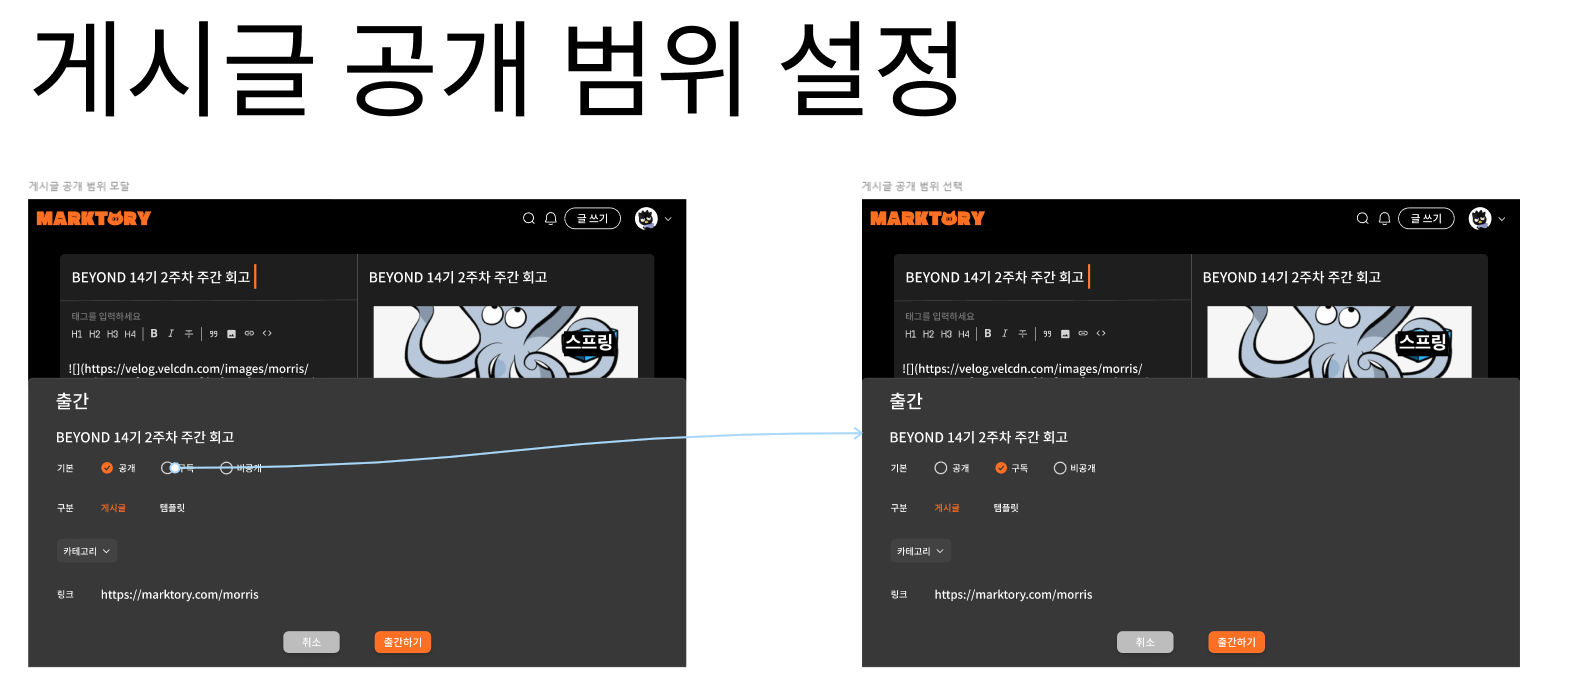 게시글 공개 범위 설정
게시글 공개 범위 모달
MARKTORY
글 쓰기
BEYOND 14기 2주차 주간 회고
BEYOND 14기 2주차 주간 회고
태그를 입력하세요
H1 H2 H3 H4 B I T
스프링
![](https://velog.velcdn.com/images/morris/
출간
BEYOND 14기 2주차 주간 회고
기본 공개 구독 비공개
구분 게시글 템플릿
카테고리
링크 https://marktory.com/morris
취소 출간하기
게시글 공개 범위 선택
MARKTORY
글 쓰기
BEYOND 14기 2주차 주간 회고
BEYOND 14기 2주차 주간 회고
태그를 입력하세요
H1 H2 H3 H4 B I T
스프링
![](https://velog.velcdn.com/images/morris/
출간
BEYOND 14기 2주차 주간 회고
기본 공개 구독 비공개
구분 게시글 템플릿
카테고리
링크 https://marktory.com/morris
취소 출간하기